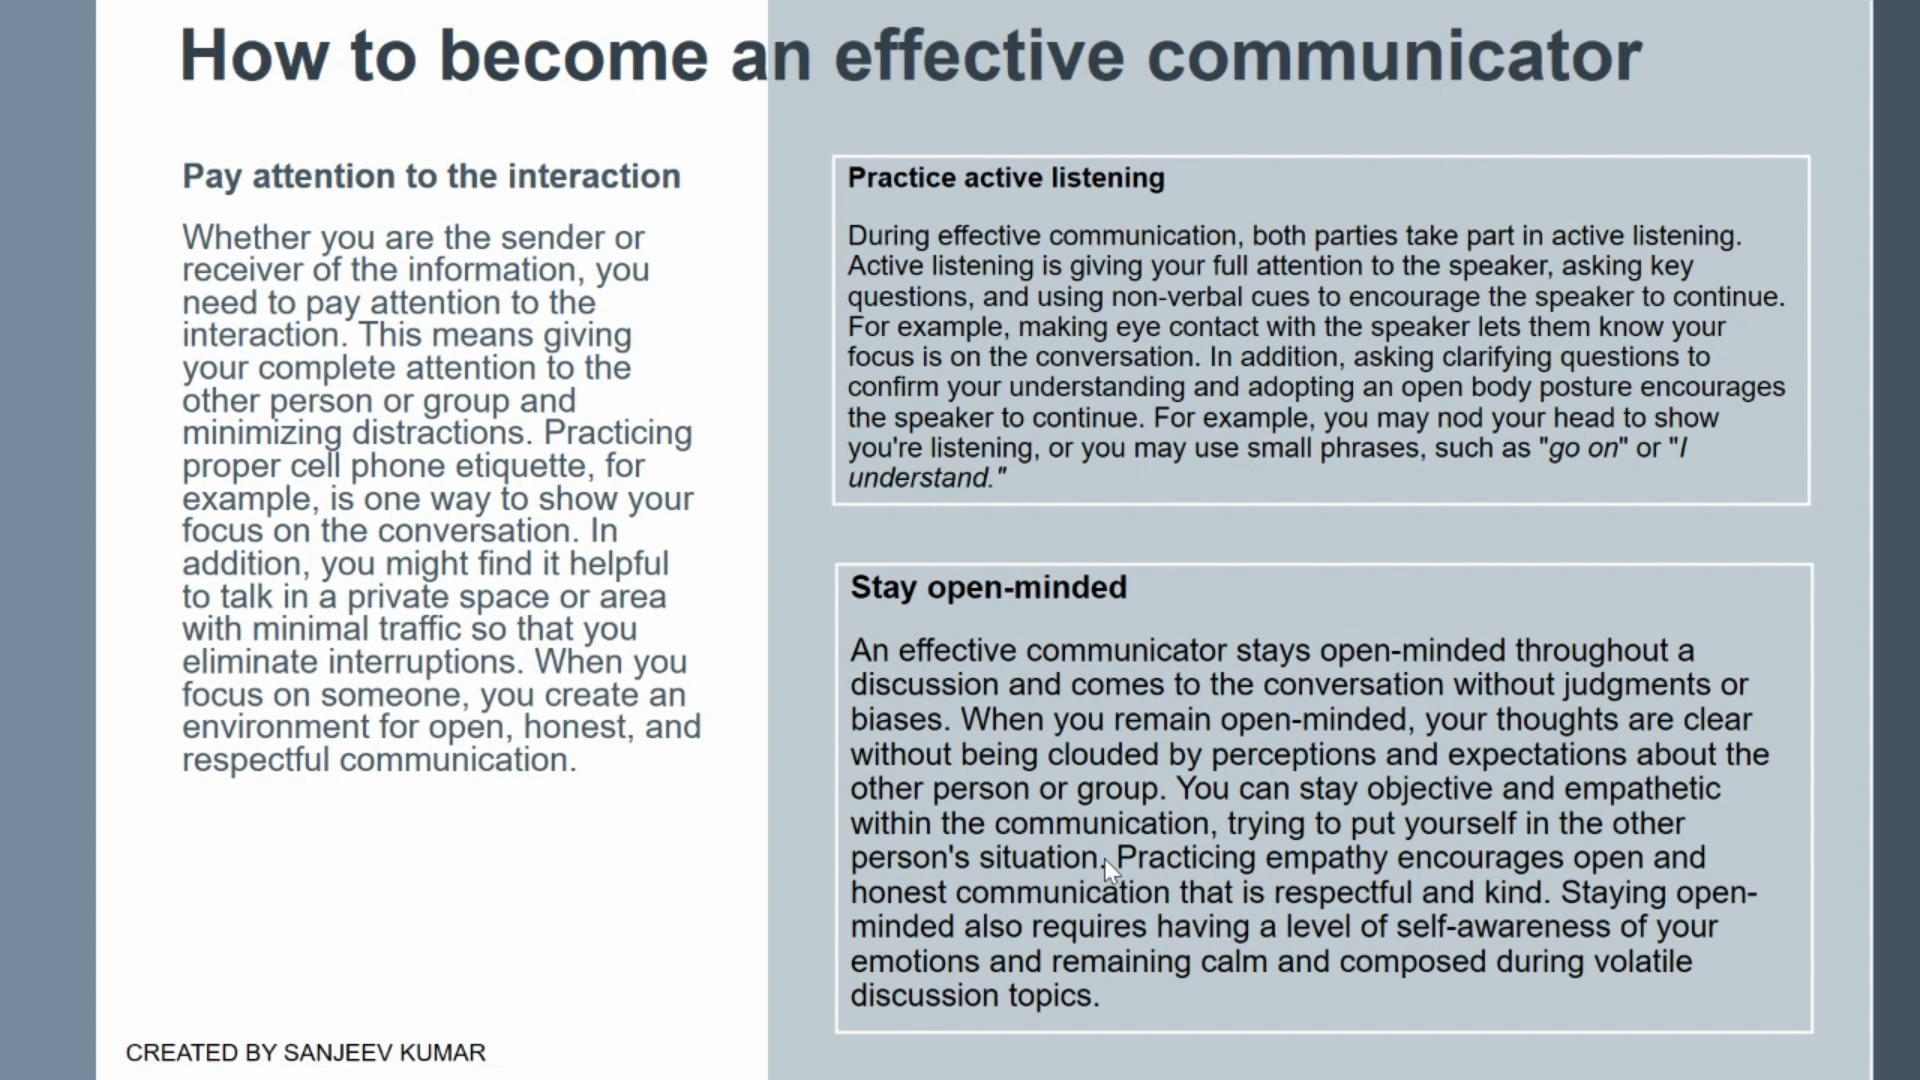 How to become an effective communicator
Pay attention to the interaction
Whether you are the sender or
receiver of the information, you
need to pay attention to the
interaction. This means giving
your complete attention to the
other person or group and
minimizing distractions. Practicing
proper cell phone etiquette, for
example, is one way to show your
focus on the conversation. In
addition, you might find it helpful
to talk in a private space or area
with minimal traffic so that you
eliminate interruptions. When you
focus on someone, you create an
environment for open, honest, and
respectful communication.
Practice active listening
During effective communication, both parties take part in active listening.
Active listening is giving your full attention to the speaker, asking key
questions, and using non-verbal cues to encourage the speaker to continue.
For example, making eye contact with the speaker lets them know your
focus is on the conversation. In addition, asking clarifying questions to
confirm your understanding and adopting an open body posture encourages
the speaker to continue. For example, you may nod your head to show
you're listening, or you may use small phrases, such as "go on" or "I
understand."
Stay open-minded
An effective communicator stays open-minded throughout a
discussion and comes to the conversation without judgments or
biases. When you remain open-minded, your thoughts are clear
without being clouded by perceptions and expectations about the
other person or group. You can stay objective and empathetic
within the communication, trying to put yourself in the other
person's situation. Practicing empathy encourages open and
honest communication that is respectful and kind. Staying open-
minded also requires having a level of self-awareness of your
emotions and remaining calm and composed during volatile
discussion topics.
CREATED BY SANJEEV KUMAR